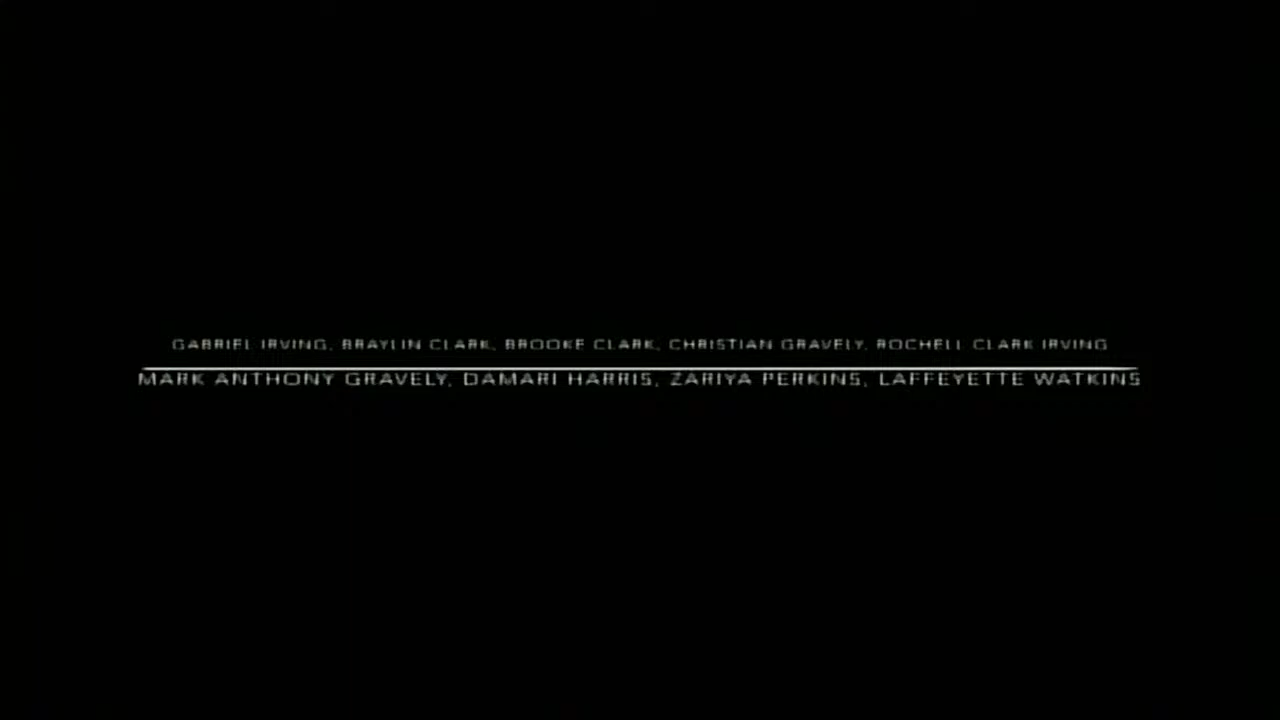 GABRIEL IRVING, BRAYLIN CLARK, BROOKE CLARK, CHRISTIAN GRAVELY, ROCHELL CLARK IRVING
MARK ANTHONY GRAVELY, DAMARI HARRIS, ZARIYA PERKINS, LAFFEYETTE WATKINS